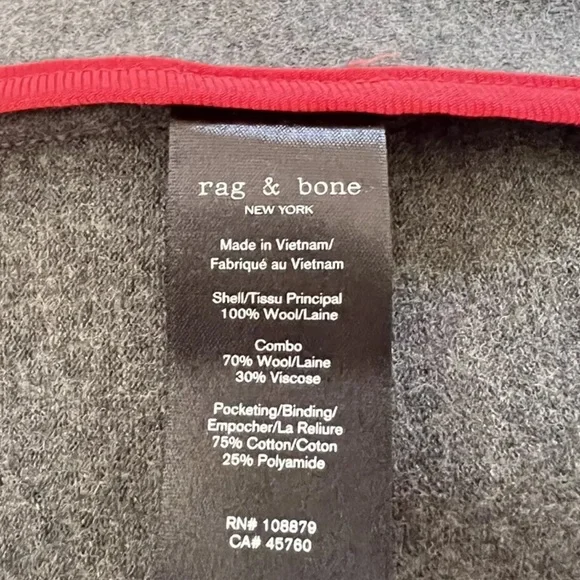 rag & bone
NEW YORK
Made in Vietnam/
Fabriqué au Vietnam
Shell/Tissu Principal
100% Wool/Laine
Combo
70% Wool/Laine
30% Viscose
Pocketing/Binding/
Empocher/La Reliure
75% Cotton/Coton
25% Polyamide
RN# 108879
CA# 45760